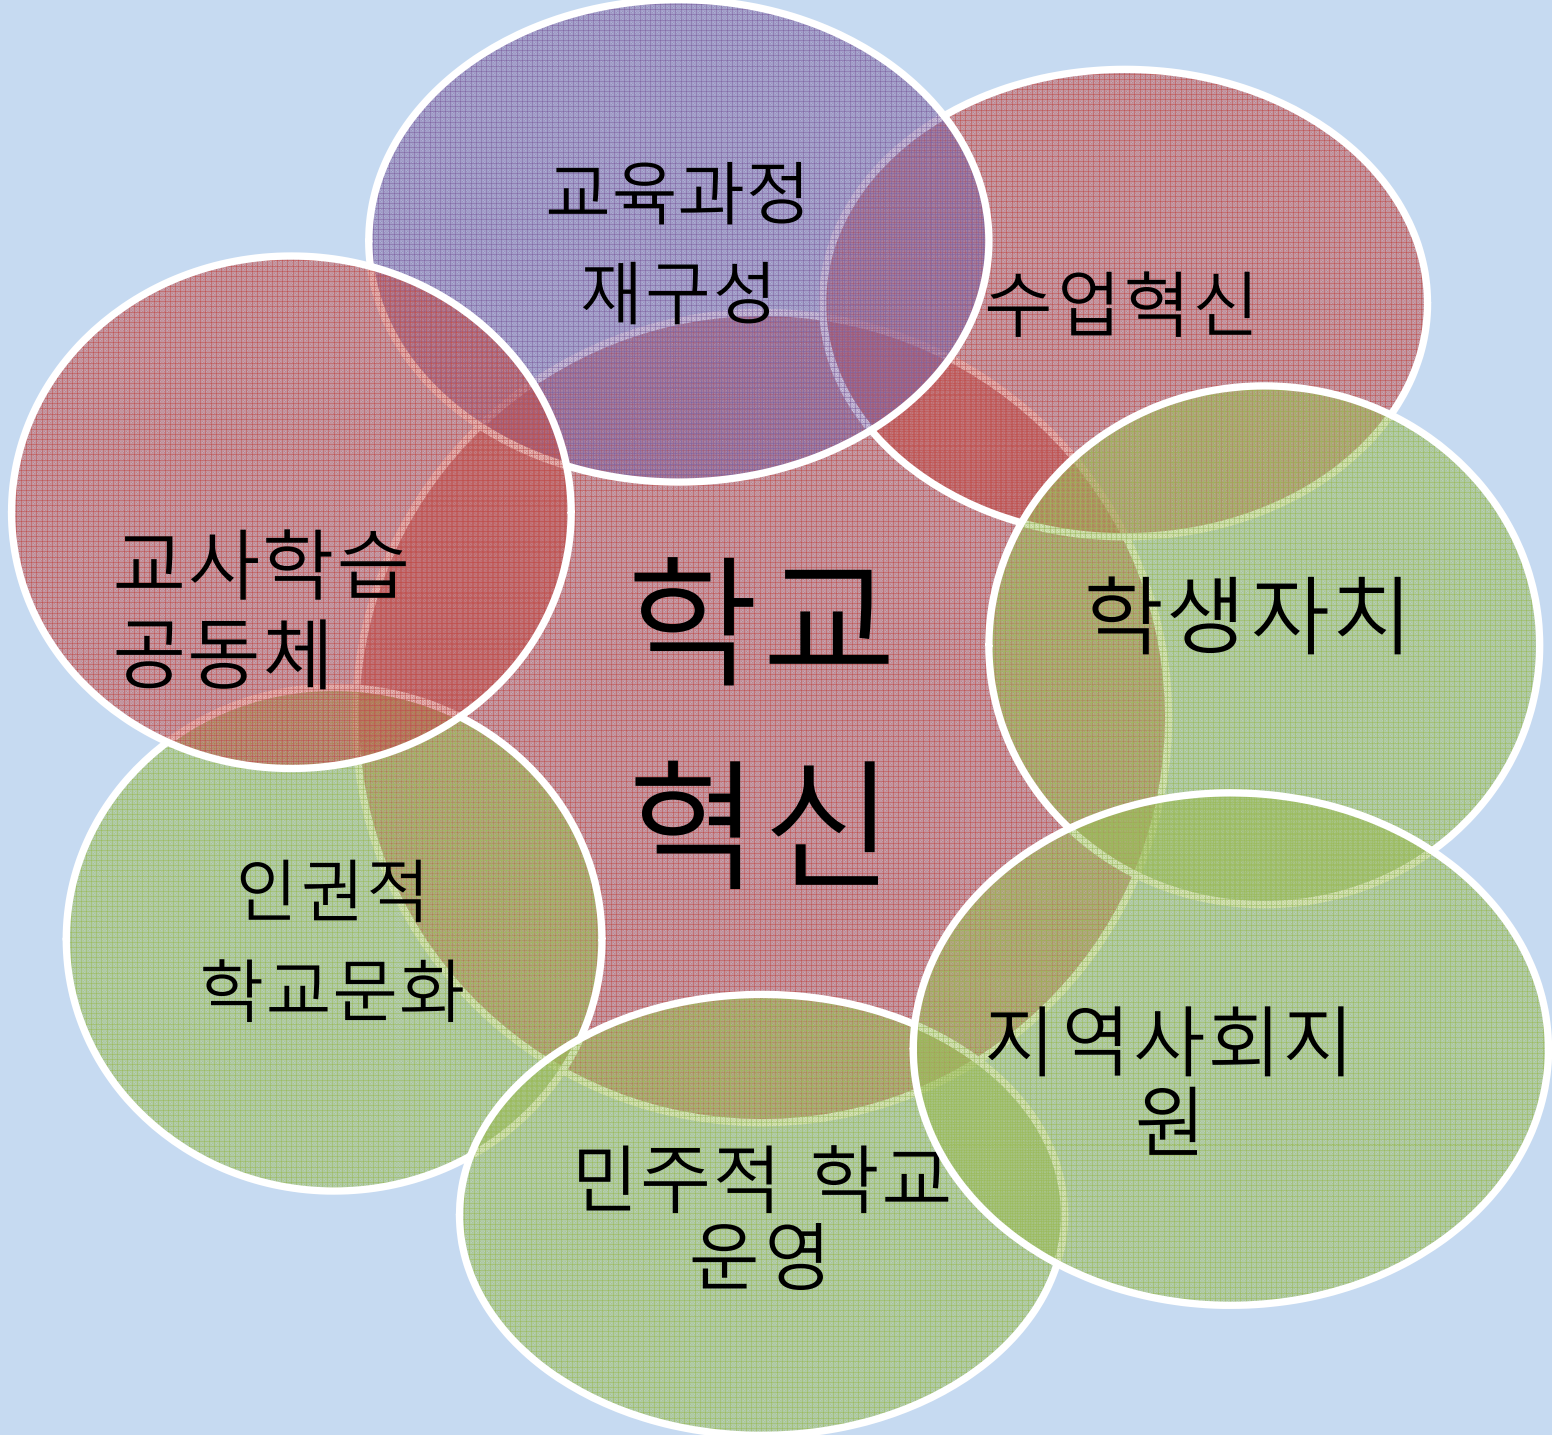 교육과정
재구성
수업혁신
교사학습
공동체
학교
혁신
학생자치
인권적
학교문화
지역사회지
원
민주적 학교
운영